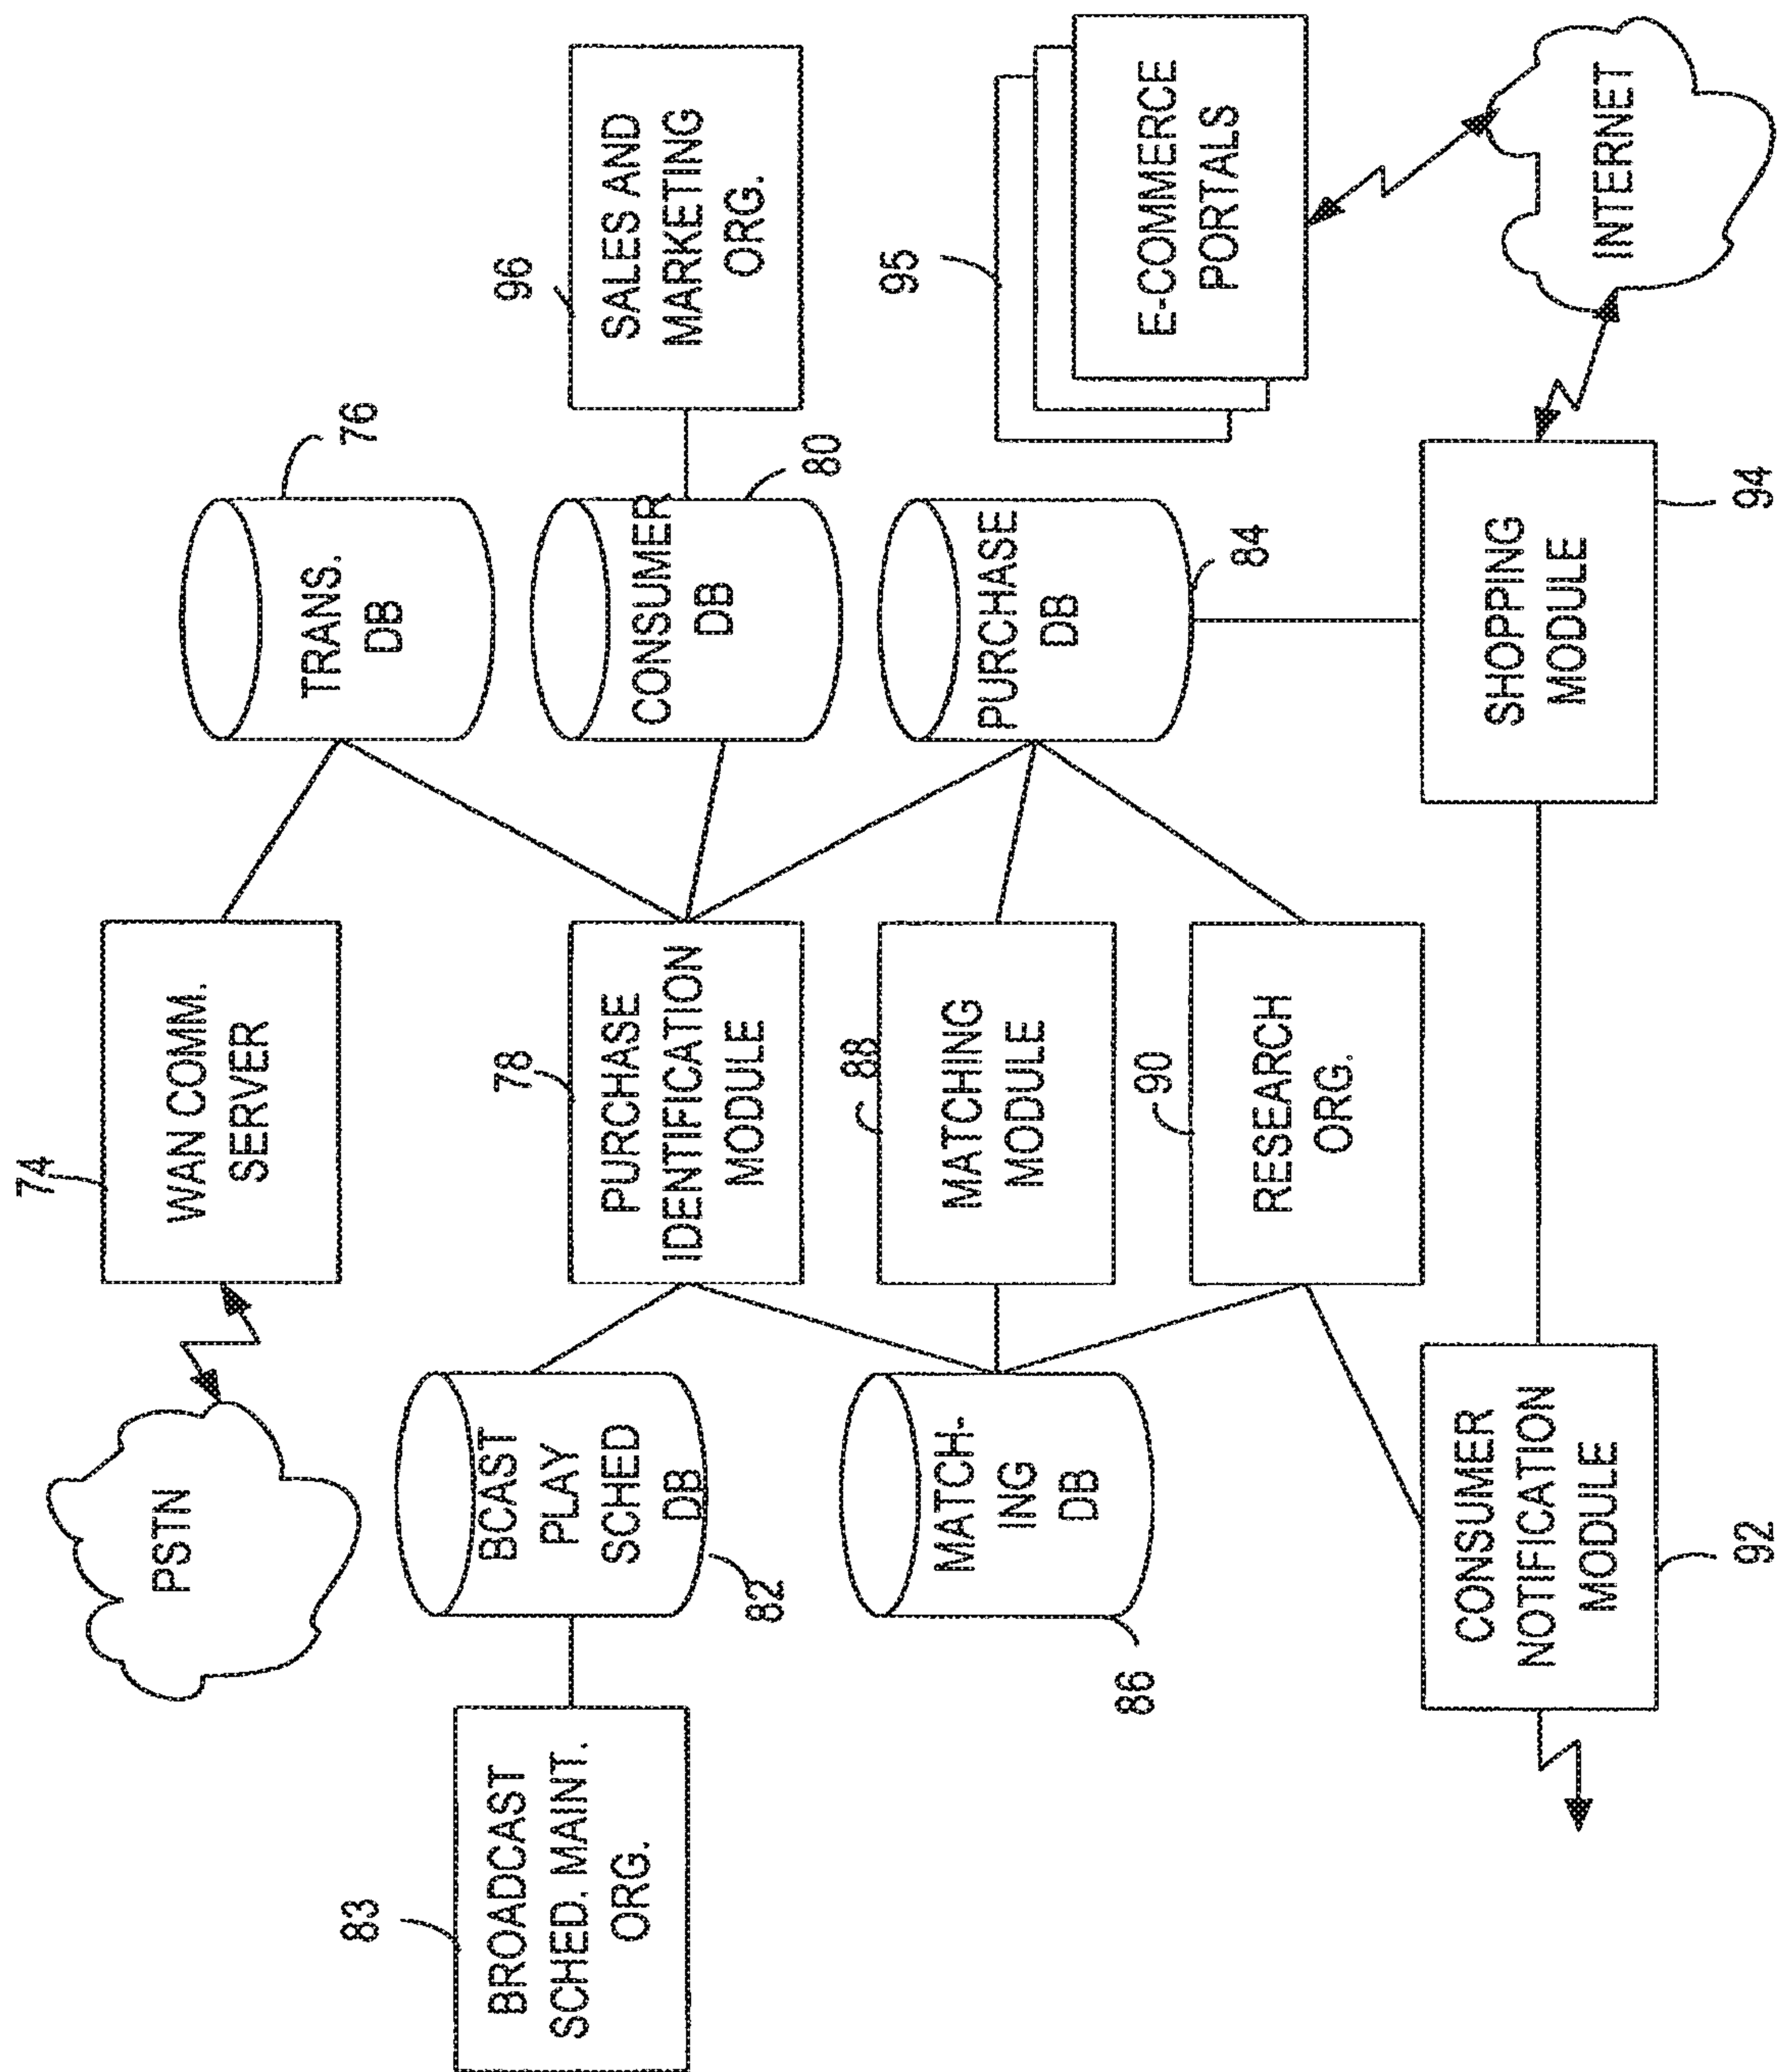 PSTN
74
WAN COMM.
SERVER
TRANS.
DB
76
83
BROADCAST
SCHED. MAINT.
ORG.
BCAST
PLAY
SCHED
DB
82
78
PURCHASE
IDENTIFICATION
MODULE
CONSUMER
DB
80
96
SALES AND
MARKETING
ORG.
MATCH-
ING
DB
86
88
MATCHING
MODULE
PURCHASE
DB
84
95
E-COMMERCE
PORTALS
90
RESEARCH
ORG.
CONSUMER
NOTIFICATION
MODULE
92
SHOPPING
MODULE
94
INTERNET